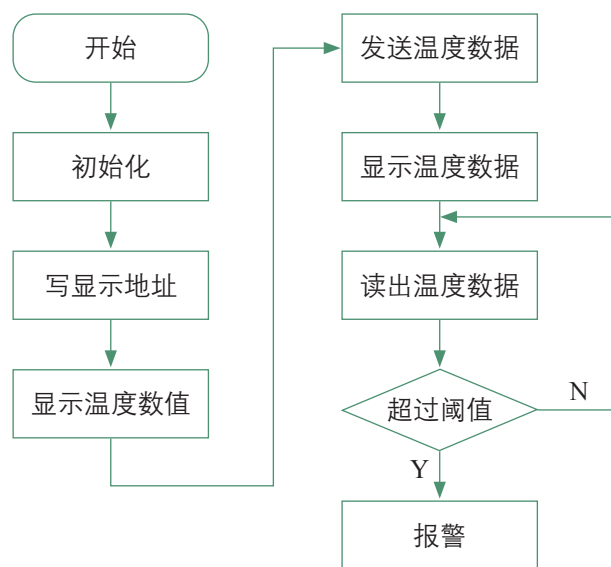 开始
初始化
写显示地址
显示温度数值
发送温度数据
显示温度数据
读出温度数据
超过阈值
N
Y
报警